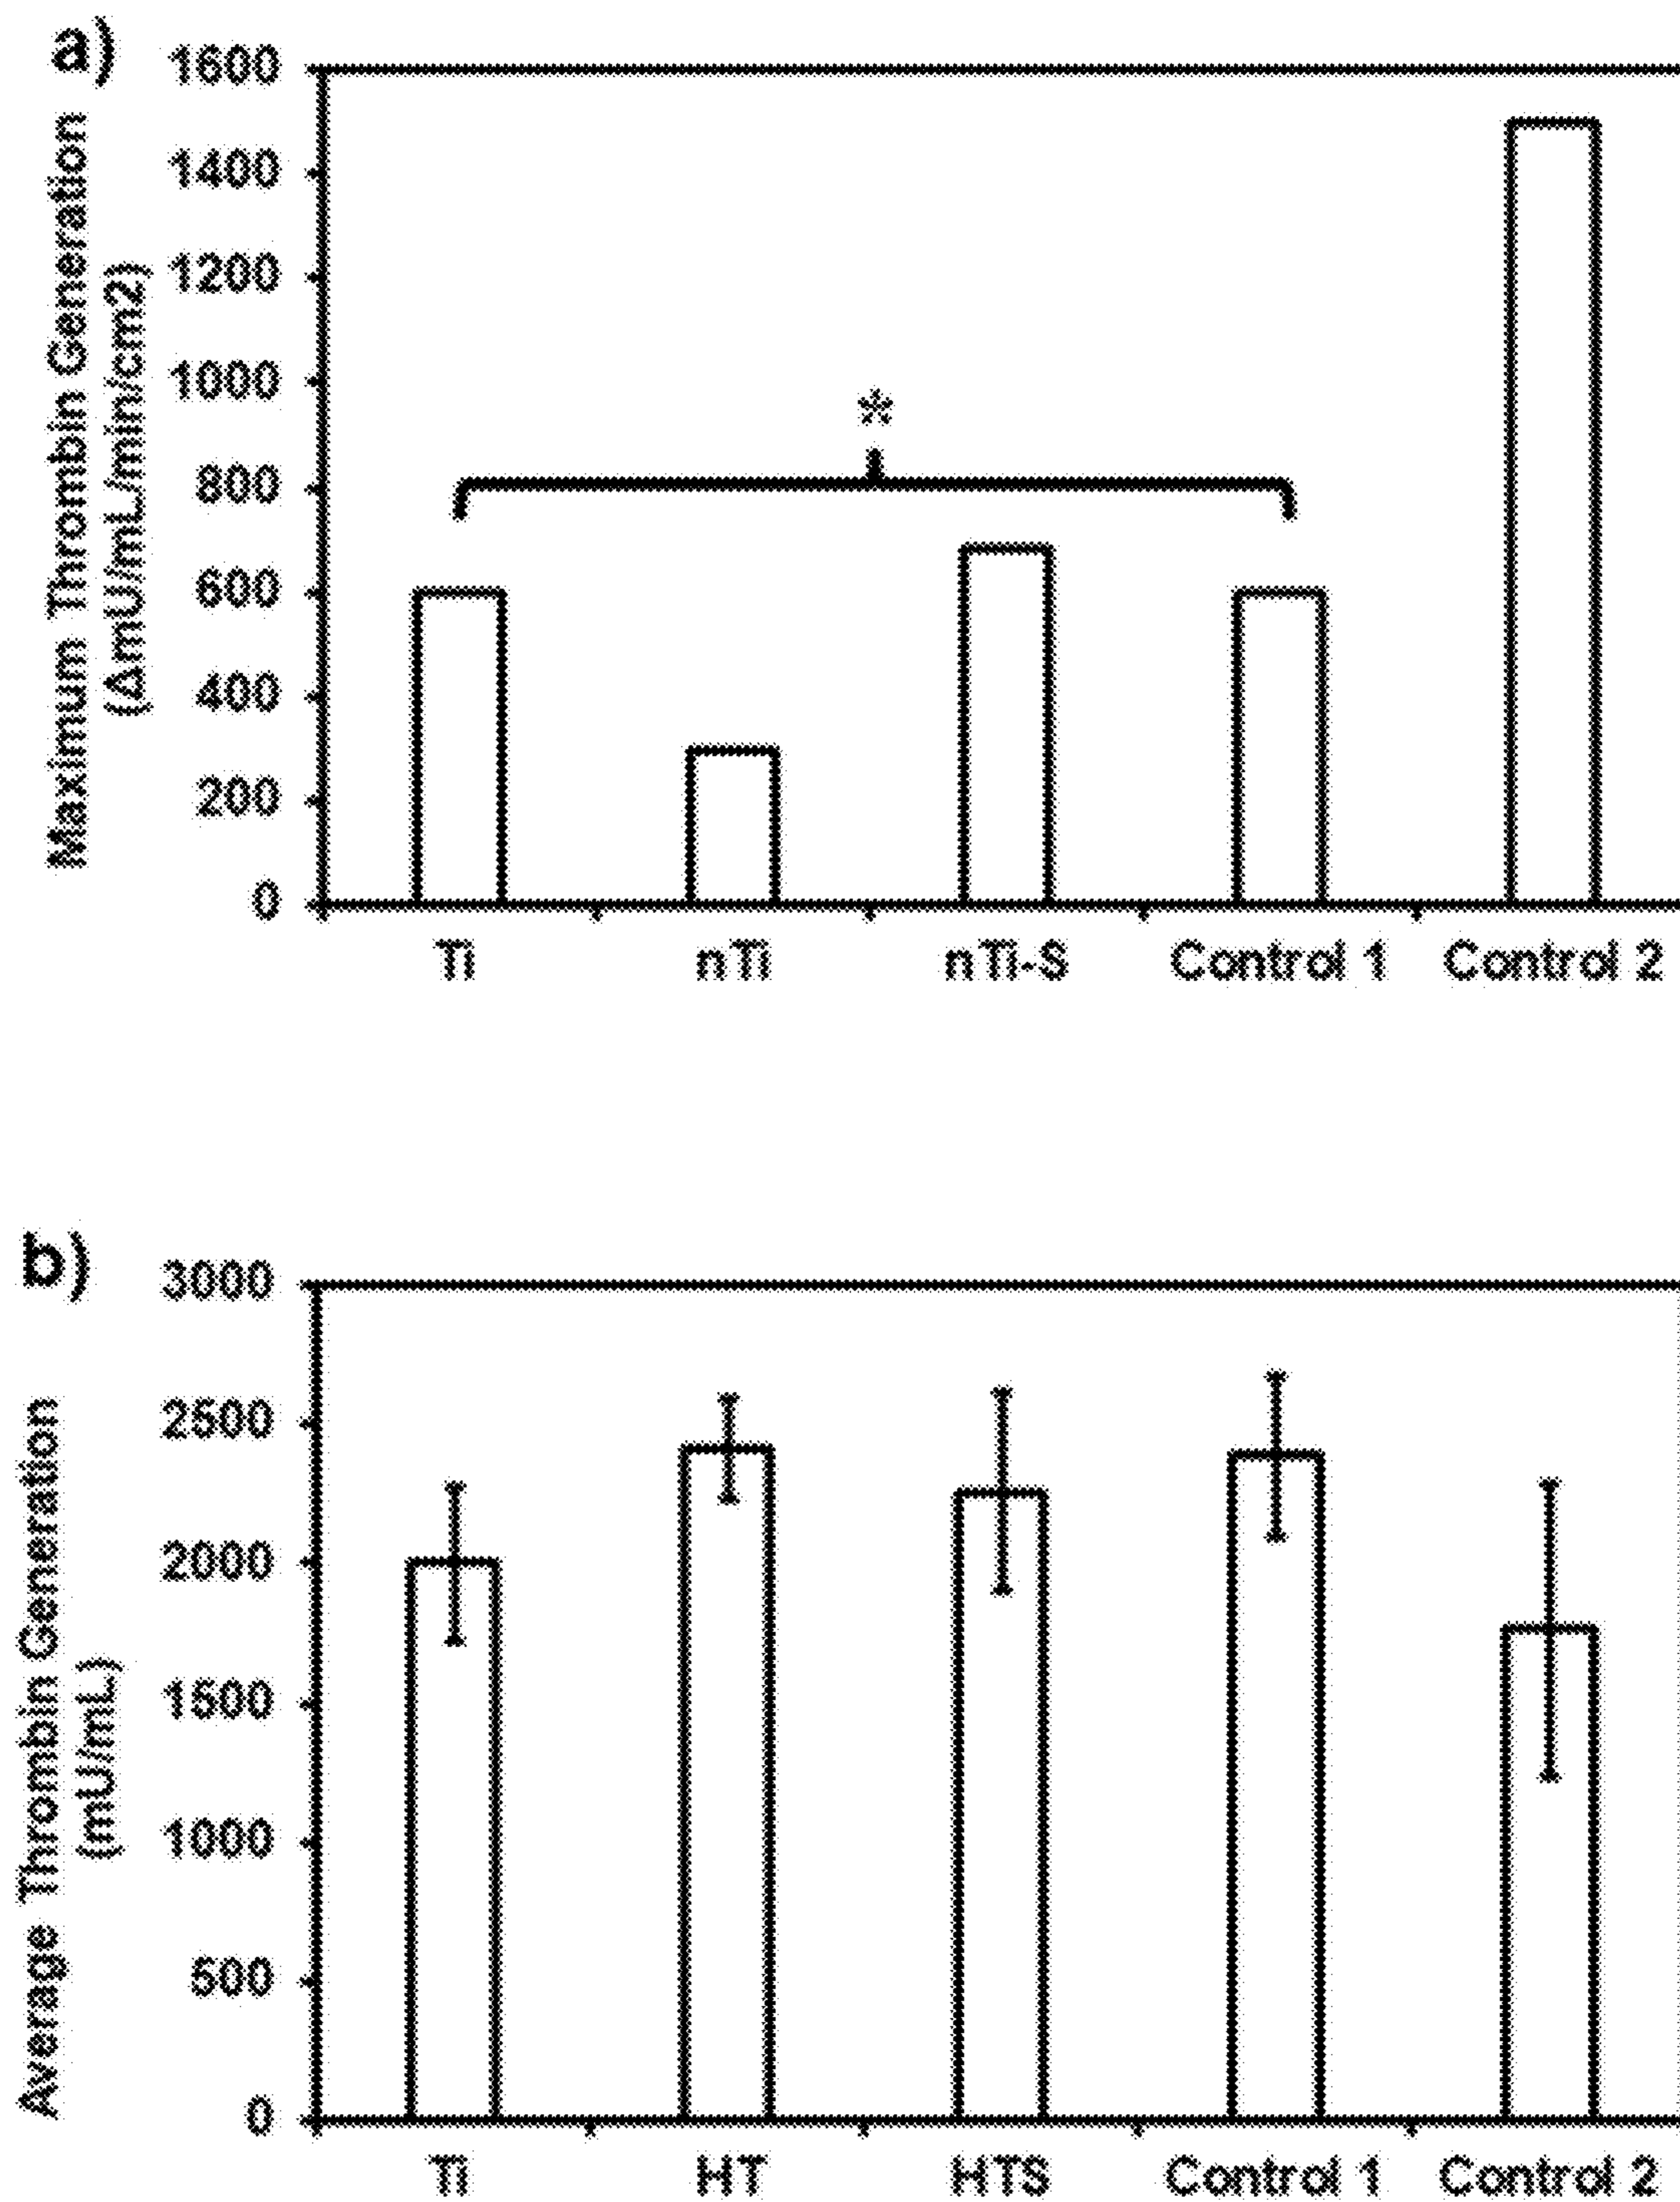 a)
Maximum Thrombin Generation
(ΔmU/mL/min/cm2)
1600
1400
1200
1000
800
600
400
200
0
*
Ti nTi nTi-S Control 1 Control 2
b)
Average Thrombin Generation
(mU/mL)
3000
2500
2000
1500
1000
500
0
Ti HT HTS Control 1 Control 2